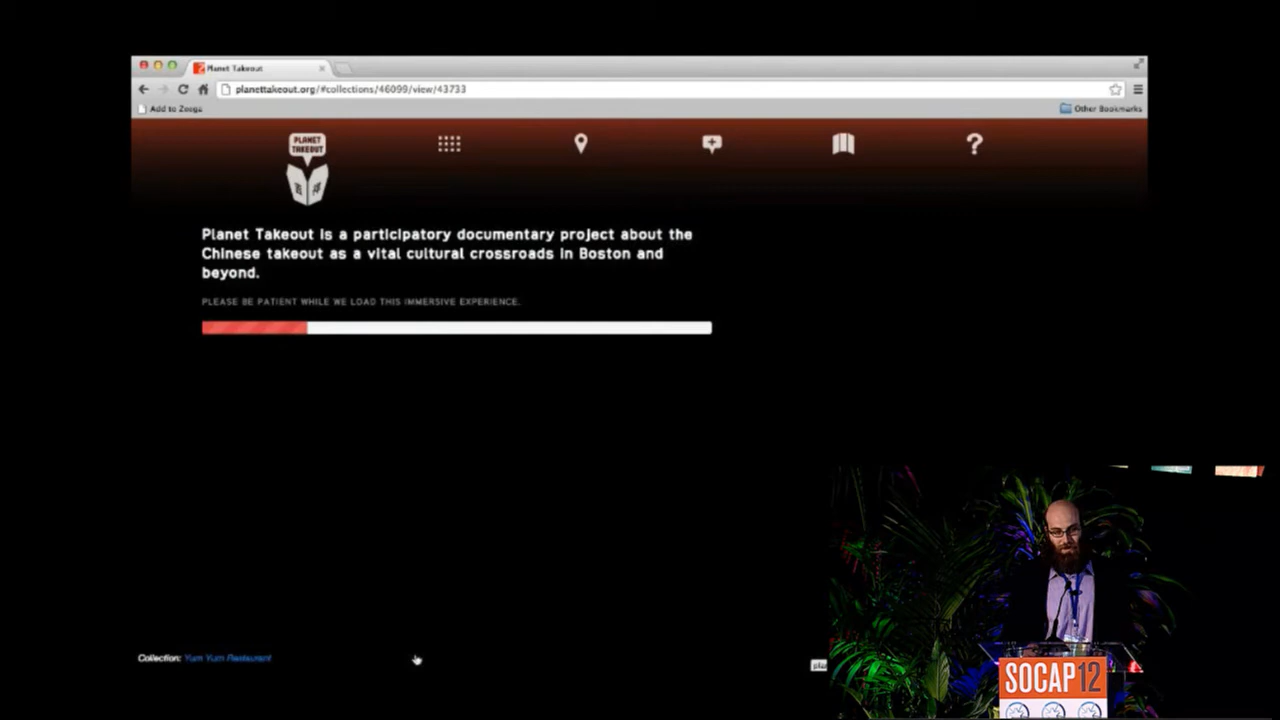 Planet Takeout
planettakeout.org/#collections/46099/view/43733
Add to Zeega
Other Bookmarks
PLANET
TAKEOUT
?
Planet Takeout is a participatory documentary project about the
Chinese takeout as a vital cultural crossroads in Boston and
beyond.
PLEASE BE PATIENT WHILE WE LOAD THIS IMMERSIVE EXPERIENCE.
Collection: Yum Yum Restaurant
pla
SOCAP12